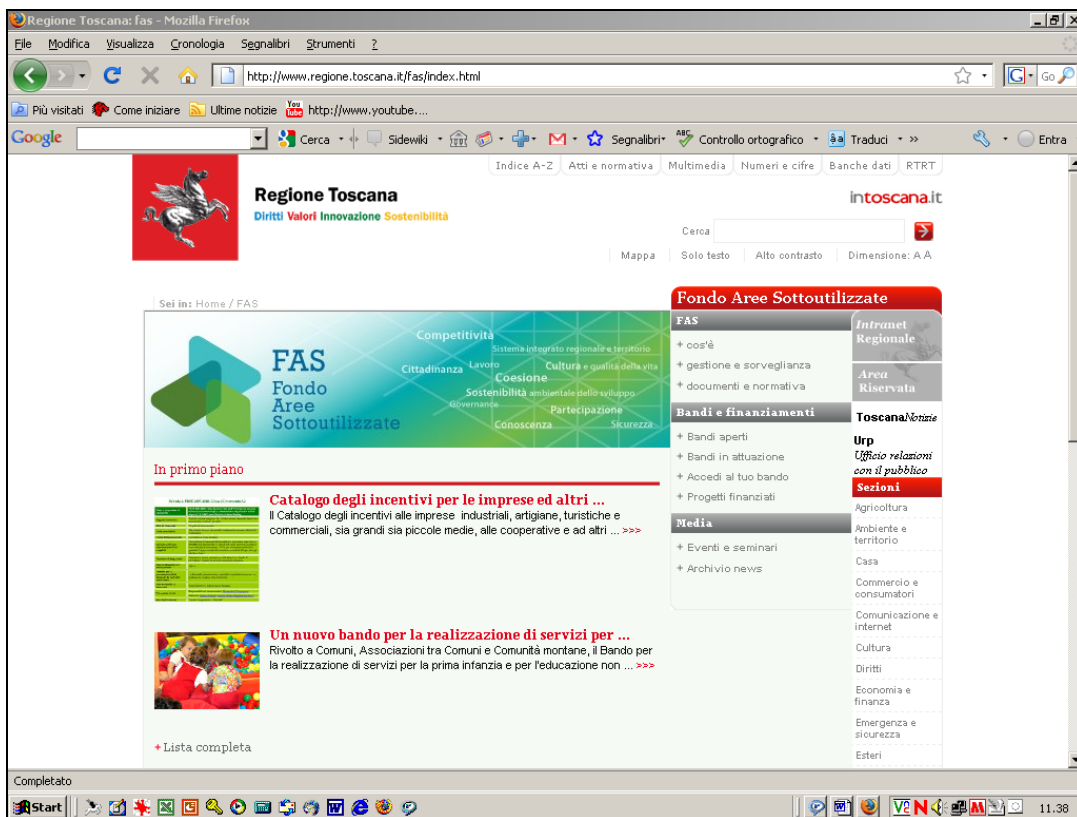 Regione Toscana: fas - Mozilla Firefox
File Modifica Visualizza Cronologia Segnalibri Strumenti ?
http://www.regione.toscana.it/fas/index.html
G Go
Più visitati Come iniziare Ultime notizie You Tube http://www.youtube....
Google Cerca Sidewiki Segnalibri ABC Controllo ortografico Traduci » Entra
Indice A-Z Atti e normativa Multimedia Numeri e cifre Banche dati RTRT
Regione Toscana
Diritti Valori Innovazione Sostenibilità
intoscana.it
Cerca
Mappa Solo testo Alto contrasto Dimensione: A A
Sei in: Home / FAS
FAS
Fondo
Aree
Sottoutilizzate
Competitività
Sistema integrato regionale e territorio
Cittadinanza Lavoro Cultura e qualità della vita
Coesione
Sostenibilità ambientale dello sviluppo
Governance Partecipazione
Conoscenza Sicurezza
In primo piano
Catalogo degli incentivi per le imprese ed altri ...
Il Catalogo degli incentivi alle imprese industriali, artigiane, turistiche e
commerciali, sia grandi sia piccole medie, alle cooperative e ad altri ... >>>
Un nuovo bando per la realizzazione di servizi per ...
Rivolto a Comuni, Associazioni tra Comuni e Comunità montane, il Bando per
la realizzazione di servizi per la prima infanzia e per l'educazione non ... >>>
+ Lista completa
Fondo Aree Sottoutilizzate
FAS
+ cos'è
+ gestione e sorveglianza
+ documenti e normativa
Bandi e finanziamenti
+ Bandi aperti
+ Bandi in attuazione
+ Accedi al tuo bando
+ Progetti finanziati
Media
+ Eventi e seminari
+ Archivio news
Intranet
Regionale
Area
Riservata
ToscanaNotizie
Urp
Ufficio relazioni
con il pubblico
Sezioni
Agricoltura
Ambiente e
territorio
Casa
Commercio e
consumatori
Comunicazione e
internet
Cultura
Diritti
Economia e
finanza
Emergenza e
sicurezza
Esteri
Completato
Start 11.38